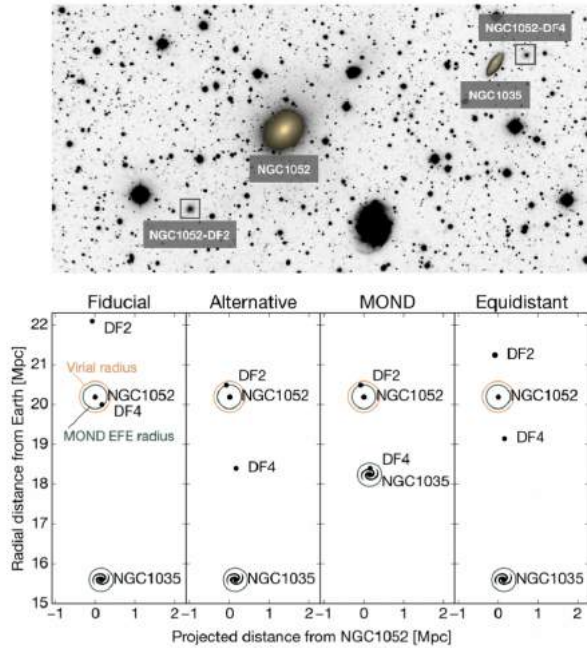 NGC1052-DF4
NGC1035
NGC1052
NGC1052-DF2
Fiducial Alternative MOND Equidistant
22
21
20
19
18
17
16
15
Radial distance from Earth [Mpc]
DF2
Virial radius
NGC1052
DF4
MOND EFE radius
NGC1035
DF2
NGC1052
DF4
NGC1035
DF2
NGC1052
DF4
NGC1035
DF2
NGC1052
DF4
NGC1035
−1 0 1 2 −1 0 1 2 −1 0 1 2 −1 0 1 2
Projected distance from NGC1052 [Mpc]